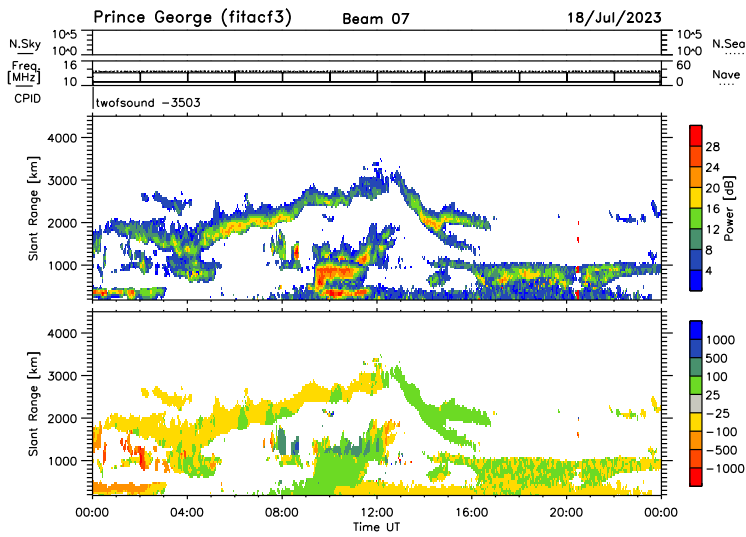 Prince George (fitacf3) Beam 07 18/Jul/2023
N.Sky 10^5 10^5 N.Sea
10^0 10^0
Freq. 16 60
[MHz] 10 0 Nave
CPID twofsound -3503
Slant Range [km]
4000
3000
2000
1000
28
24
20
16
12
8
4
Power [dB]
Slant Range [km]
4000
3000
2000
1000
1000
500
100
25
-25
-100
-500
-1000
00:00 04:00 08:00 12:00 16:00 20:00 00:00
Time UT